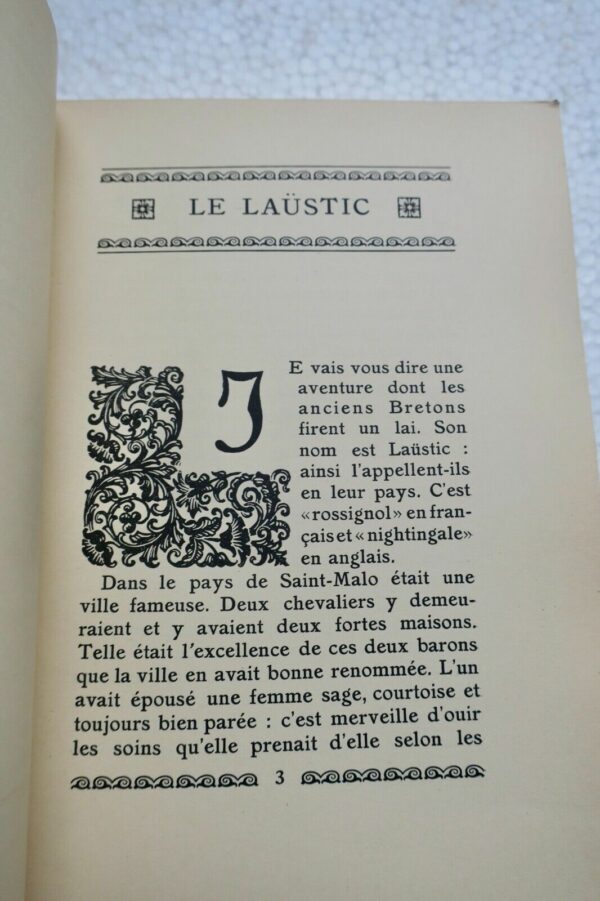 LE LAÜSTIC
JE vais vous dire une
aventure dont les
anciens Bretons
firent un lai. Son
nom est Laüstic :
ainsi l'appellent-ils
en leur pays. C'est
«rossignol» en fran-
çais et «nightingale»
en anglais.
Dans le pays de Saint-Malo était une
ville fameuse. Deux chevaliers y demeu-
raient et y avaient deux fortes maisons.
Telle était l'excellence de ces deux barons
que la ville en avait bonne renommée. L'un
avait épousé une femme sage, courtoise et
toujours bien parée : c'est merveille d'ouir
les soins qu'elle prenait d'elle selon les
3